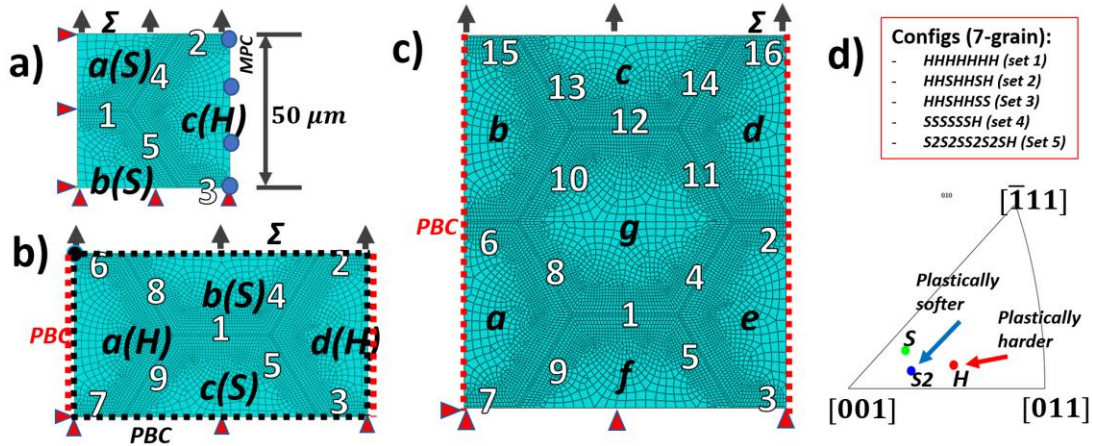 a)
Σ
MPC
2
a(S)
4
1
c(H)
50 μm
5
b(S)
3
b)
Σ
6
2
8
b(S)
4
PBC
a(H)
1
d(H)
9
5
c(S)
7
3
PBC
c)
Σ
15
c
16
13
14
b
12
d
10
11
PBC
6
g
2
8
4
a
1
e
9
f
5
7
3
d)
Configs (7-grain):
- HHHHHHH (set 1)
- HHSHHSH (set 2)
- HHSHHSS (Set 3)
- SSSSSSH (set 4)
- S2S2SS2S2SH (Set 5)
010
[1̅11]
Plastically
softer
Plastically
harder
S
S2
H
[001]
[011]